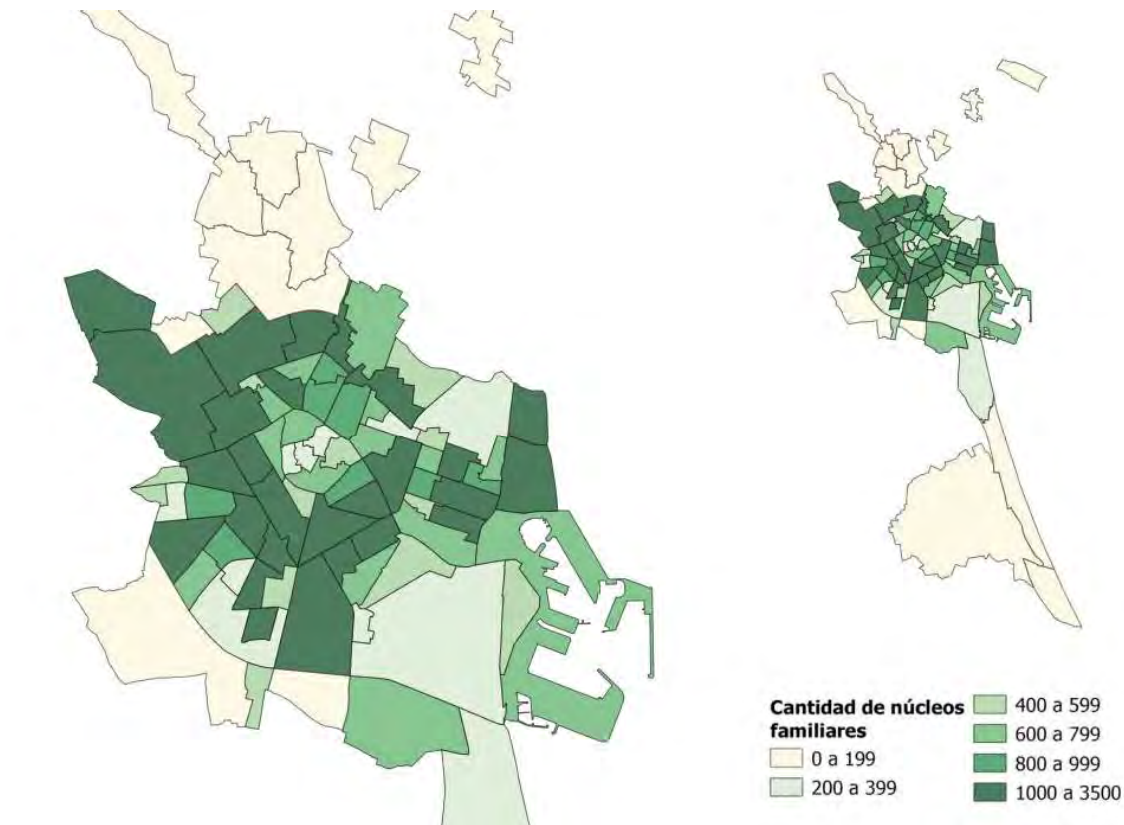 Cantidad de núcleos
familiares
0 a 199
200 a 399
400 a 599
600 a 799
800 a 999
1000 a 3500